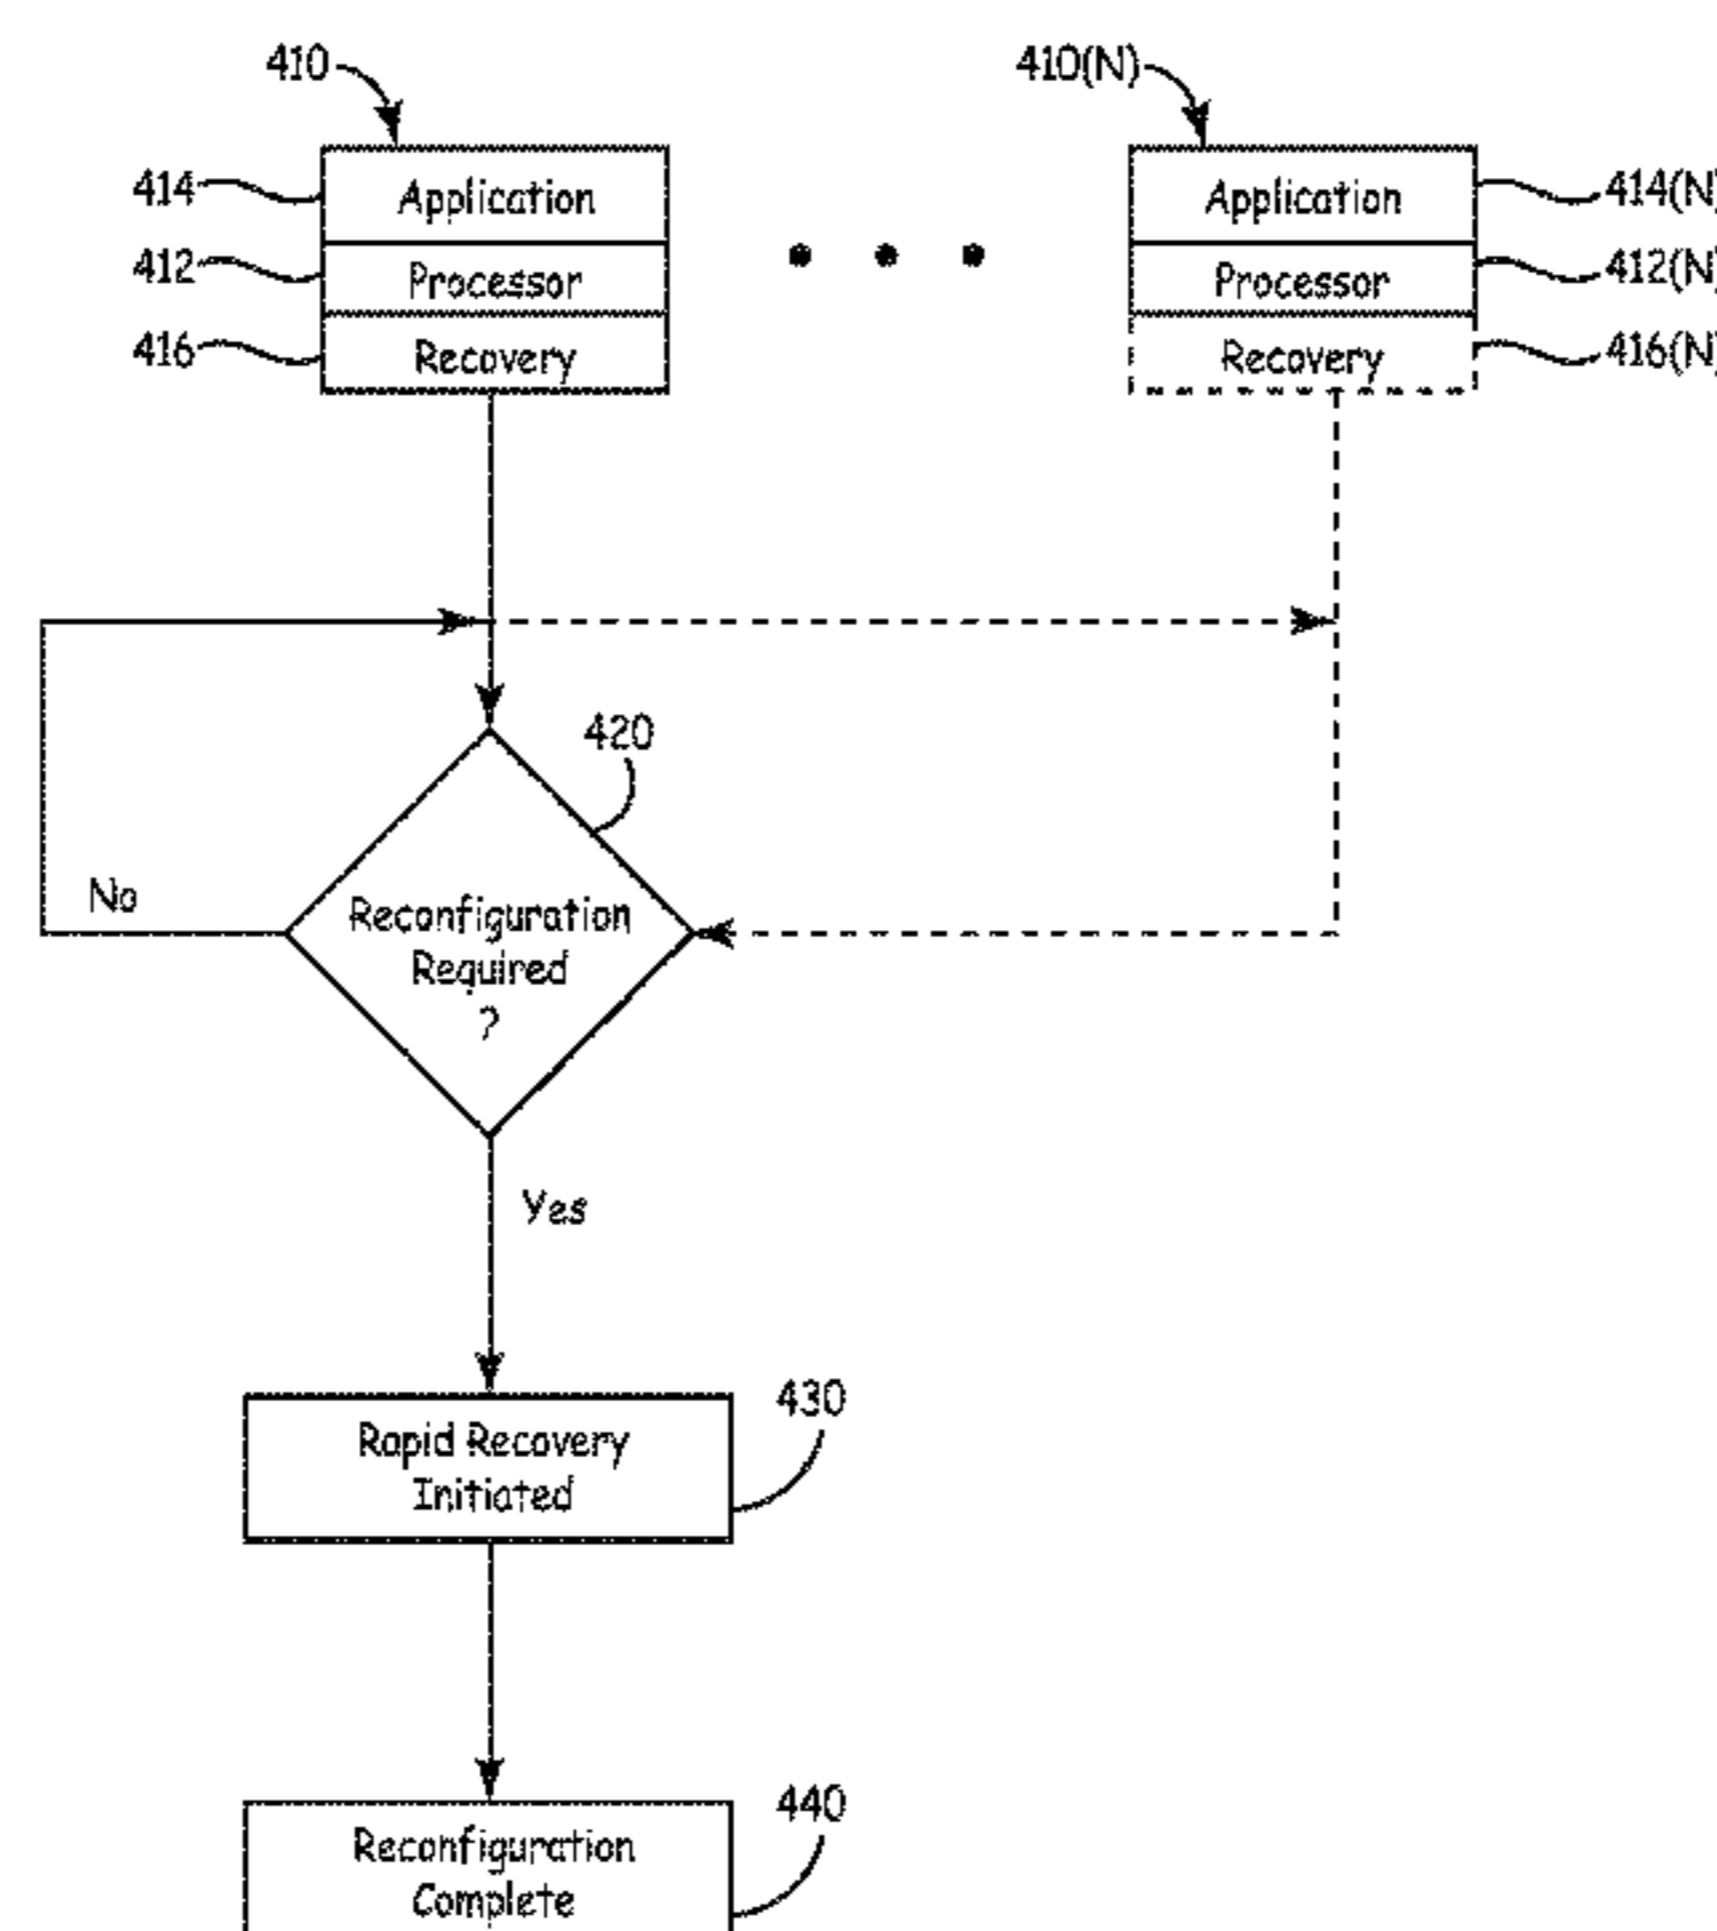 410
410(N)
414
Application
Application
414(N)
412
Processor
Processor
412(N)
416
Recovery
Recovery
416(N)
420
No
Reconfiguration
Required
?
Yes
430
Rapid Recovery
Initiated
440
Reconfiguration
Complete